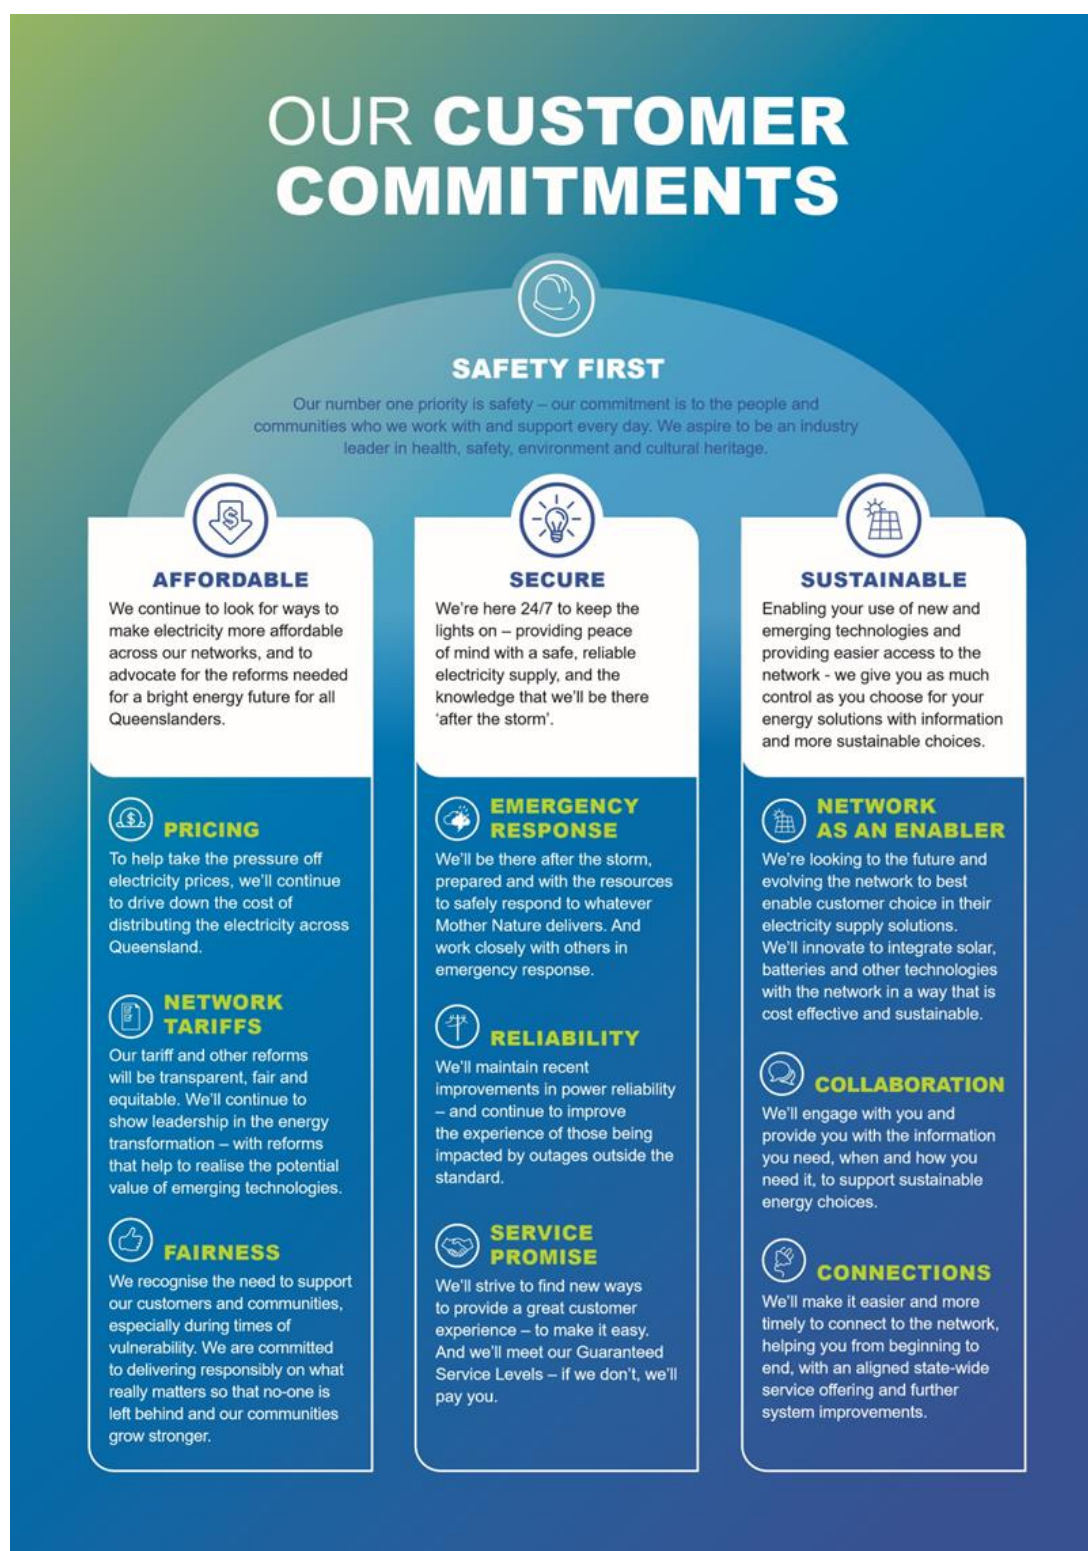 OUR CUSTOMER
COMMITMENTS
SAFETY FIRST
Our number one priority is safety – our commitment is to the people and
communities who we work with and support every day. We aspire to be an industry
leader in health, safety, environment and cultural heritage.
AFFORDABLE
We continue to look for ways to
make electricity more affordable
across our networks, and to
advocate for the reforms needed
for a bright energy future for all
Queenslanders.
PRICING
To help take the pressure off
electricity prices, we'll continue
to drive down the cost of
distributing the electricity across
Queensland.
NETWORK
TARIFFS
Our tariff and other reforms
will be transparent, fair and
equitable. We'll continue to
show leadership in the energy
transformation – with reforms
that help to realise the potential
value of emerging technologies.
FAIRNESS
We recognise the need to support
our customers and communities,
especially during times of
vulnerability. We are committed
to delivering responsibly on what
really matters so that no-one is
left behind and our communities
grow stronger.
SECURE
We're here 24/7 to keep the
lights on – providing peace
of mind with a safe, reliable
electricity supply, and the
knowledge that we'll be there
'after the storm'.
EMERGENCY
RESPONSE
We'll be there after the storm,
prepared and with the resources
to safely respond to whatever
Mother Nature delivers. And
work closely with others in
emergency response.
RELIABILITY
We'll maintain recent
improvements in power reliability
– and continue to improve
the experience of those being
impacted by outages outside the
standard.
SERVICE
PROMISE
We'll strive to find new ways
to provide a great customer
experience – to make it easy.
And we'll meet our Guaranteed
Service Levels – if we don't, we'll
pay you.
SUSTAINABLE
Enabling your use of new and
emerging technologies and
providing easier access to the
network - we give you as much
control as you choose for your
energy solutions with information
and more sustainable choices.
NETWORK
AS AN ENABLER
We're looking to the future and
evolving the network to best
enable customer choice in their
electricity supply solutions.
We'll innovate to integrate solar,
batteries and other technologies
with the network in a way that is
cost effective and sustainable.
COLLABORATION
We'll engage with you and
provide you with the information
you need, when and how you
need it, to support sustainable
energy choices.
CONNECTIONS
We'll make it easier and more
timely to connect to the network,
helping you from beginning to
end, with an aligned state-wide
service offering and further
system improvements.